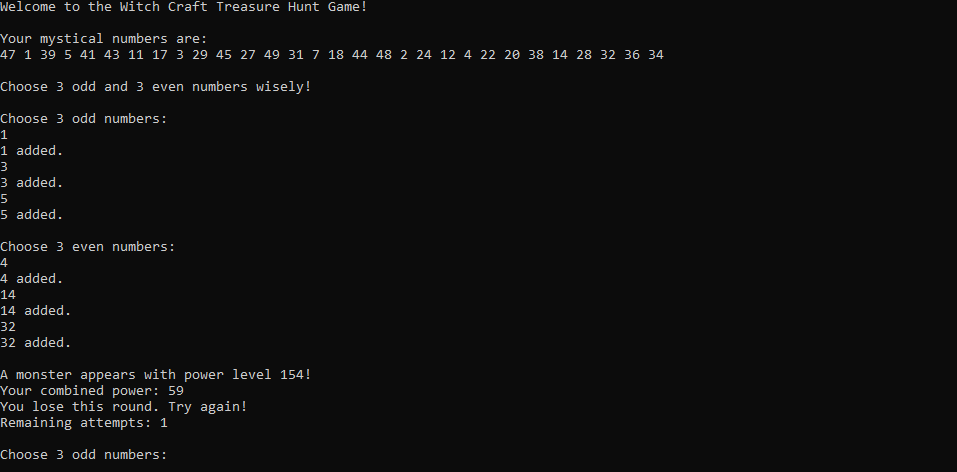 Welcome to the Witch Craft Treasure Hunt Game!
Your mystical numbers are:
47 1 39 5 41 43 11 17 3 29 45 27 49 31 7 18 44 48 2 24 12 4 22 20 38 14 28 32 36 34
Choose 3 odd and 3 even numbers wisely!
Choose 3 odd numbers:
1
1 added.
3
3 added.
5
5 added.
Choose 3 even numbers:
4
4 added.
14
14 added.
32
32 added.
A monster appears with power level 154!
Your combined power: 59
You lose this round. Try again!
Remaining attempts: 1
Choose 3 odd numbers: